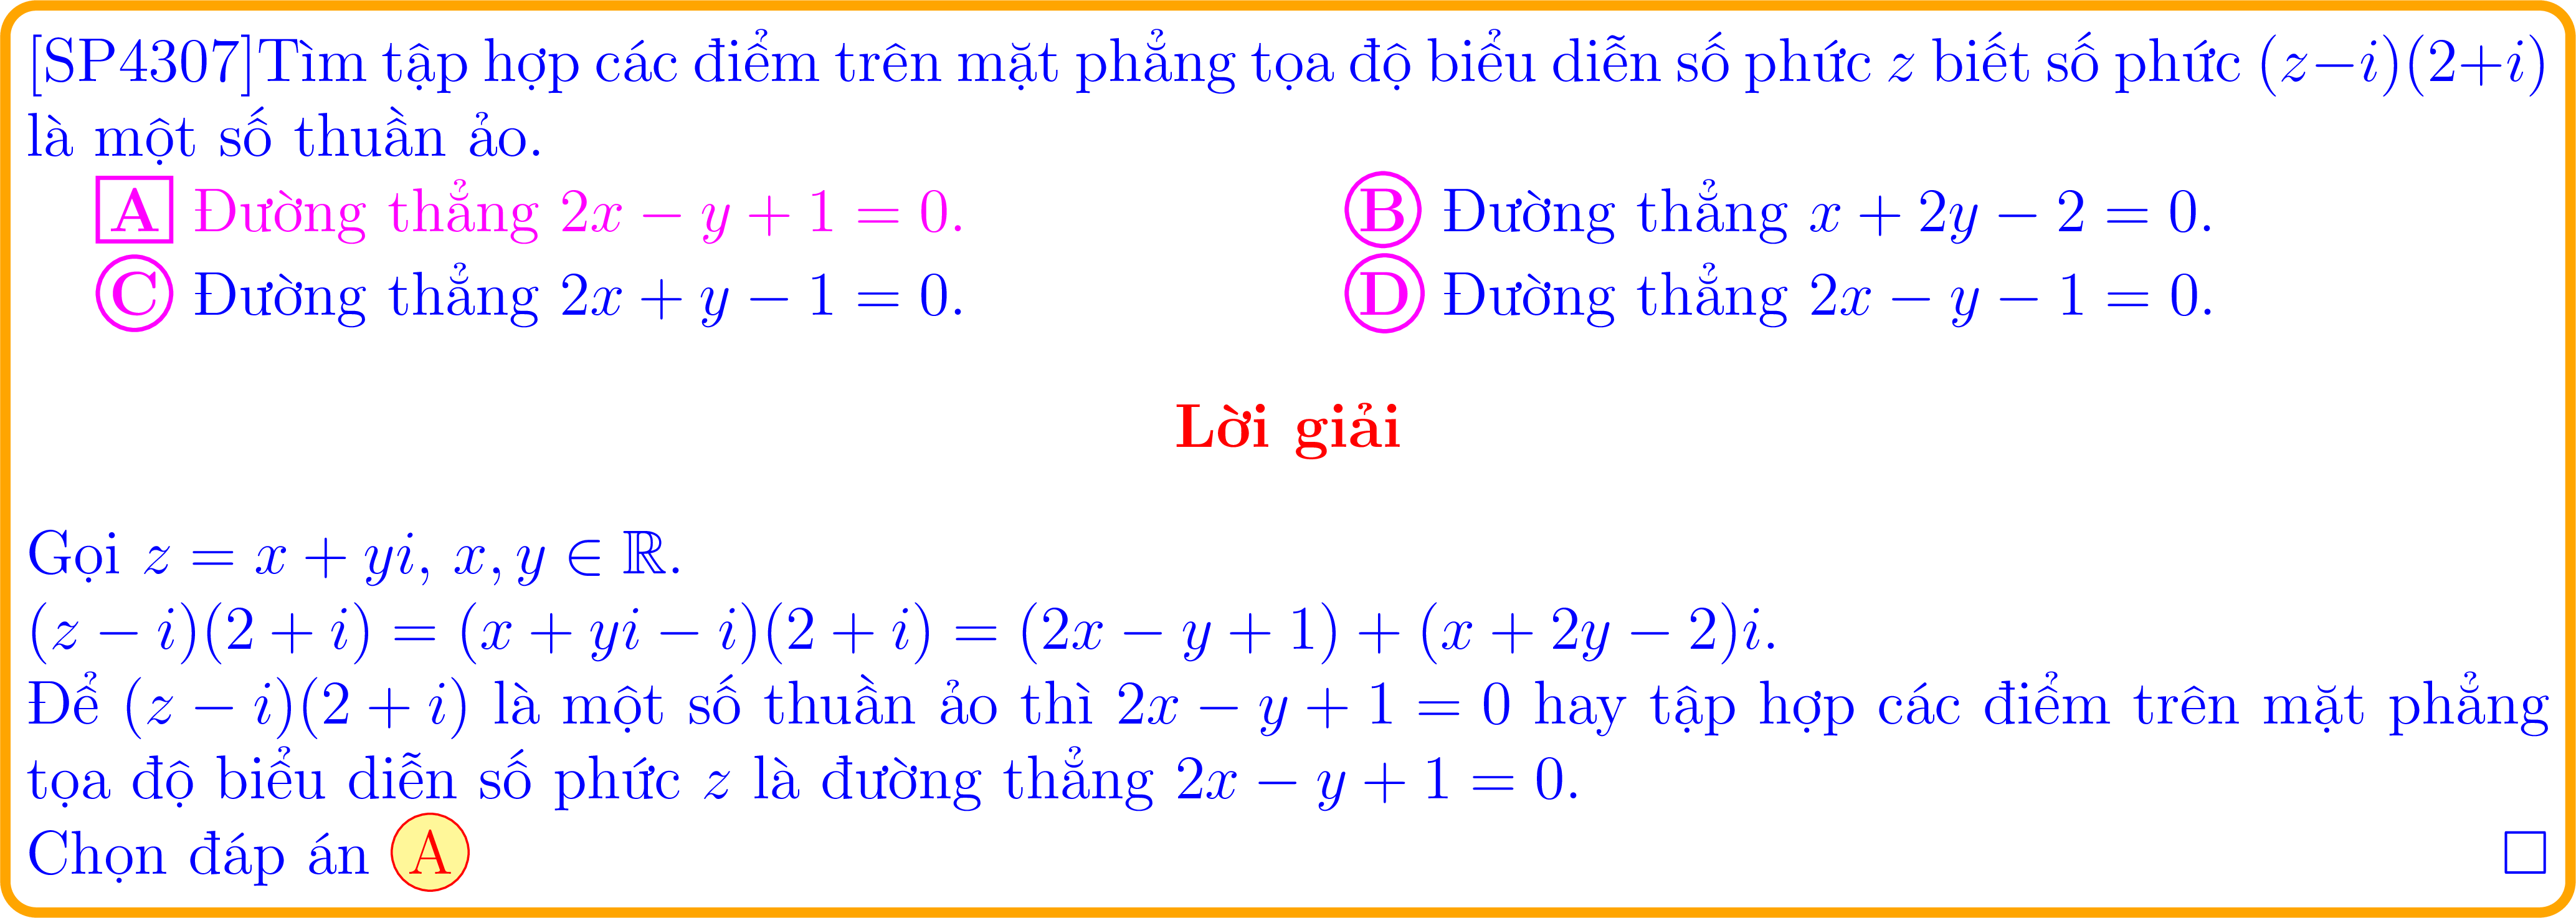 [SP4307]Tìm tập hợp các điểm trên mặt phẳng tọa độ biểu diễn số phức z biết số phức (z−i)(2+i)
là một số thuần ảo.
A Đường thẳng 2x − y + 1 = 0. B Đường thẳng x + 2y − 2 = 0.
C Đường thẳng 2x + y − 1 = 0. D Đường thẳng 2x − y − 1 = 0.
Lời giải
Gọi z = x + yi, x, y ∈ ℝ.
(z − i)(2 + i) = (x + yi − i)(2 + i) = (2x − y + 1) + (x + 2y − 2)i.
Để (z − i)(2 + i) là một số thuần ảo thì 2x − y + 1 = 0 hay tập hợp các điểm trên mặt phẳng
tọa độ biểu diễn số phức z là đường thẳng 2x − y + 1 = 0.
Chọn đáp án A □